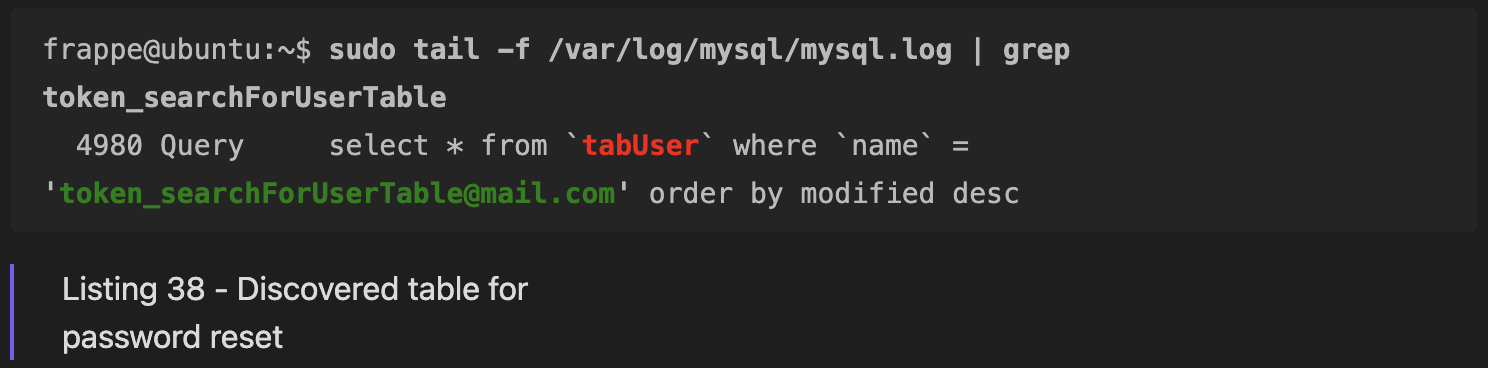 frappe@ubuntu:~$ sudo tail -f /var/log/mysql/mysql.log | grep
token_searchForUserTable
4980 Query     select * from `tabUser` where `name` =
'token_searchForUserTable@mail.com' order by modified desc
Listing 38 - Discovered table for
password reset